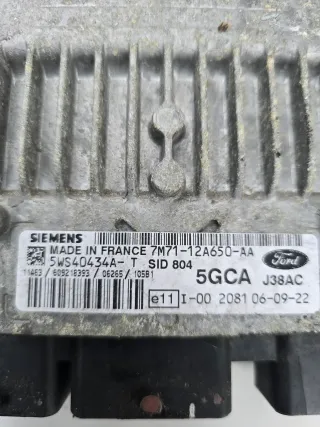 SIEMENS
MADE IN FRANCE 7M71-12A650-AA
5WS40434A-T SID 804
11AE2 / 609218393 / 06265 / 10581
5GCA J38AC
Ford
e11 I-00 2081 06-09-22